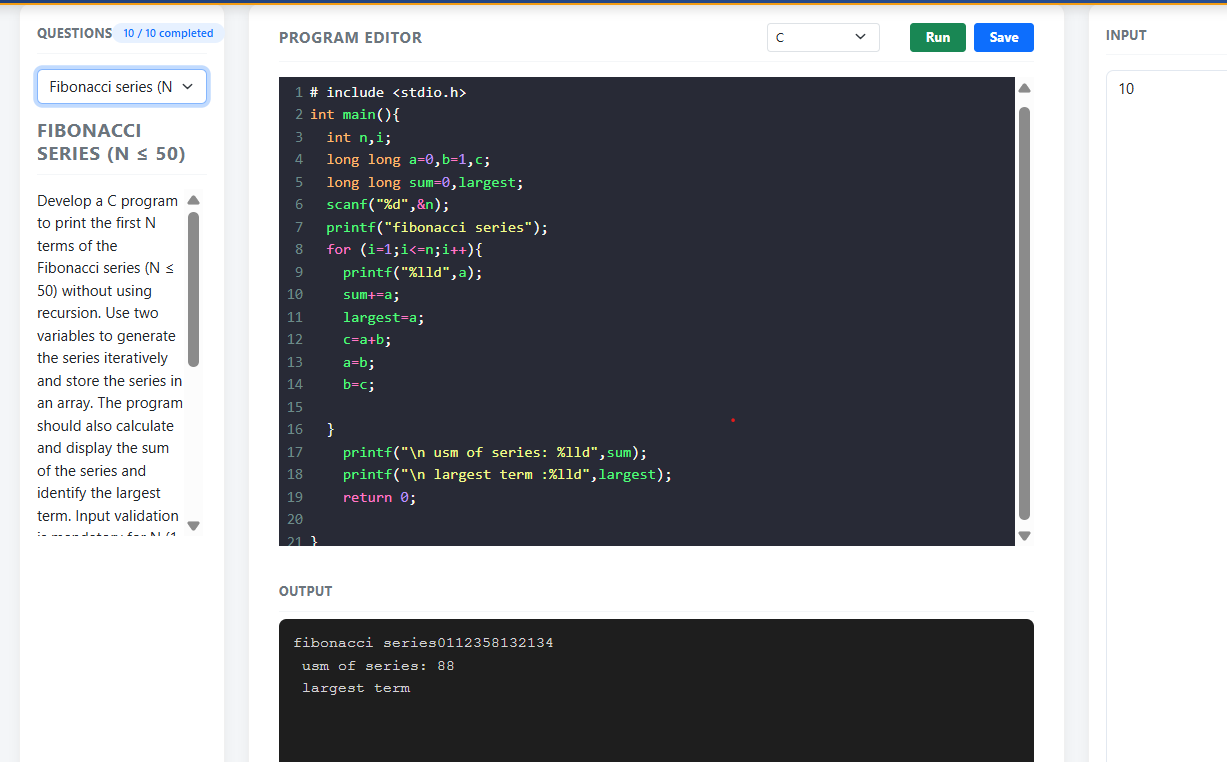 QUESTIONS 10 / 10 completed
Fibonacci series (N
FIBONACCI
SERIES (N ≤ 50)
Develop a C program
to print the first N
terms of the
Fibonacci series (N ≤
50) without using
recursion. Use two
variables to generate
the series iteratively
and store the series in
an array. The program
should also calculate
and display the sum
of the series and
identify the largest
term. Input validation
is mandatory for N (1
PROGRAM EDITOR
C
Run
Save
1 # include <stdio.h>
2 int main(){
3   int n,i;
4   long long a=0,b=1,c;
5   long long sum=0,largest;
6   scanf("%d",&n);
7   printf("fibonacci series");
8   for (i=1;i<=n;i++){
9     printf("%lld",a);
10     sum+=a;
11     largest=a;
12     c=a+b;
13     a=b;
14     b=c;
15
16   }
17     printf("\n usm of series: %lld",sum);
18     printf("\n largest term :%lld",largest);
19     return 0;
20
21 }
OUTPUT
fibonacci series0112358132134
 usm of series: 88
 largest term
INPUT
10